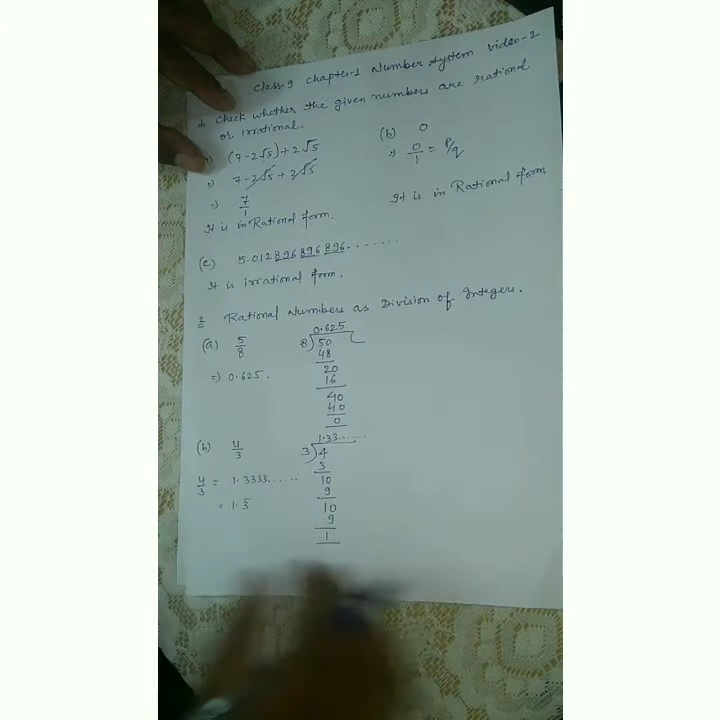 Class-9 Chapter-1 Number System video-2
1. Check whether the given numbers are rational
or irrational.
(7-2√5)+2√5
(b) 0
⇒ 7-2√5+2√5
⇒ 0/1 = P/q
⇒ 7/1
It is in Rational form.
It is in Rational form
(c) 5.012896896896.......
It is irrational form.
2 Rational Numbers as Division of Integers.
(a) 5/8
0.625
8)50
48
⇒ 0.625.
20
16
40
40
0
(b) 4/3
1.33......
3)4
3
4/3 = 1.3333......
10
9
= 1.3̅
10
9
1